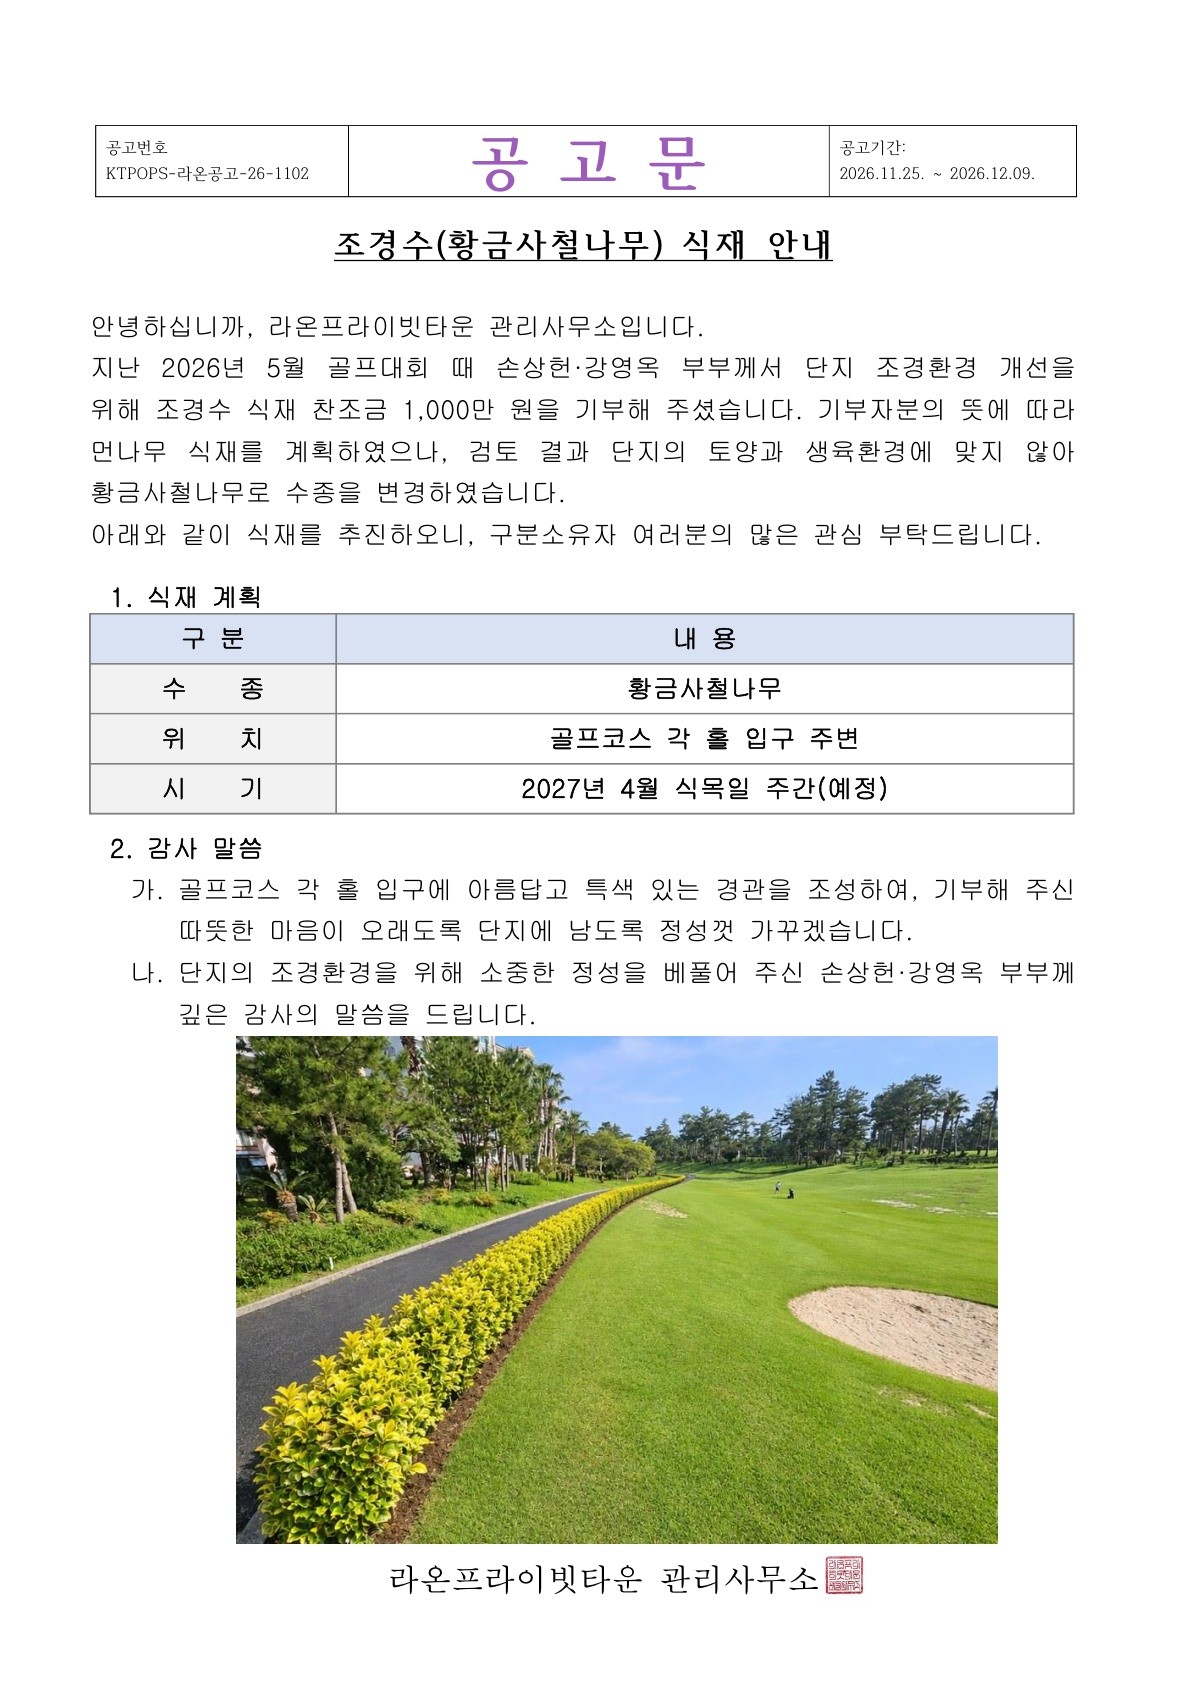 공고번호
KTPOPS-라온공고-26-1102
공 고 문
공고기간:
2026.11.25. ~ 2026.12.09.
조경수(황금사철나무) 식재 안내
안녕하십니까, 라온프라이빗타운 관리사무소입니다.
지난 2026년 5월 골프대회 때 손상헌·강영옥 부부께서 단지 조경환경 개선을
위해 조경수 식재 찬조금 1,000만 원을 기부해 주셨습니다. 기부자분의 뜻에 따라
먼나무 식재를 계획하였으나, 검토 결과 단지의 토양과 생육환경에 맞지 않아
황금사철나무로 수종을 변경하였습니다.
아래와 같이 식재를 추진하오니, 구분소유자 여러분의 많은 관심 부탁드립니다.
1. 식재 계획
구 분 내 용
수 종 황금사철나무
위 치 골프코스 각 홀 입구 주변
시 기 2027년 4월 식목일 주간(예정)
2. 감사 말씀
가. 골프코스 각 홀 입구에 아름답고 특색 있는 경관을 조성하여, 기부해 주신
따뜻한 마음이 오래도록 단지에 남도록 정성껏 가꾸겠습니다.
나. 단지의 조경환경을 위해 소중한 정성을 베풀어 주신 손상헌·강영옥 부부께
깊은 감사의 말씀을 드립니다.
라온프라이빗타운 관리사무소